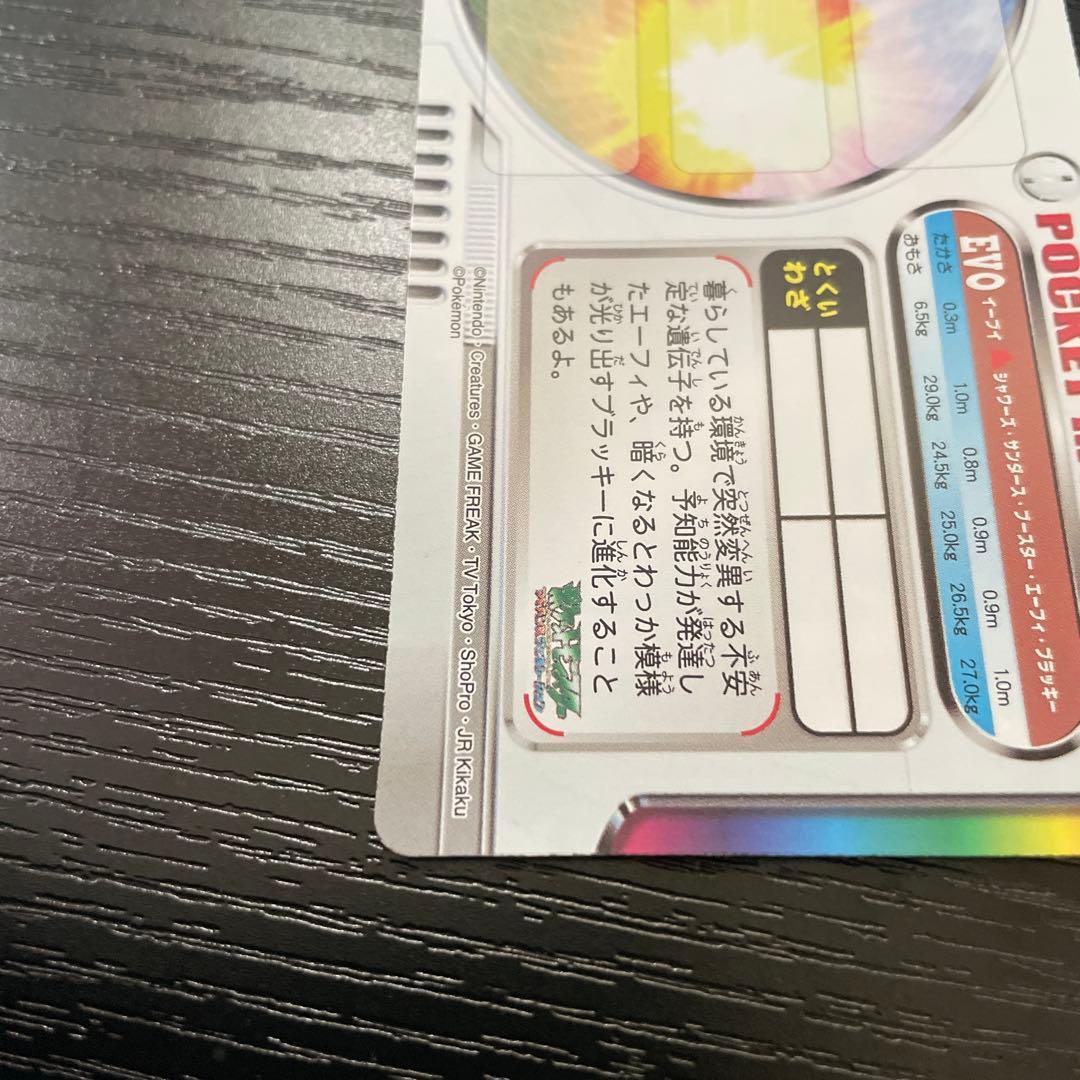 POCKET
EVO イーブイ ▲ シャワーズ・サンダース・ブースター・エーフィ・ブラッキー
たかさ 0.3m 1.0m 0.8m 0.9m 0.9m 1.0m
おもさ 6.5kg 29.0kg 24.5kg 25.0kg 26.5kg 27.0kg
とくい
わざ
暮らしている環境で突然変異する不安
定な遺伝子を持つ。予知能力が発達し
たエーフィや、暗くなるとわっか模様
が光り出すブラッキーに進化すること
もあるよ。
©Nintendo・Creatures・GAME FREAK・TV Tokyo・ShoPro・JR Kikaku
©Pokémon